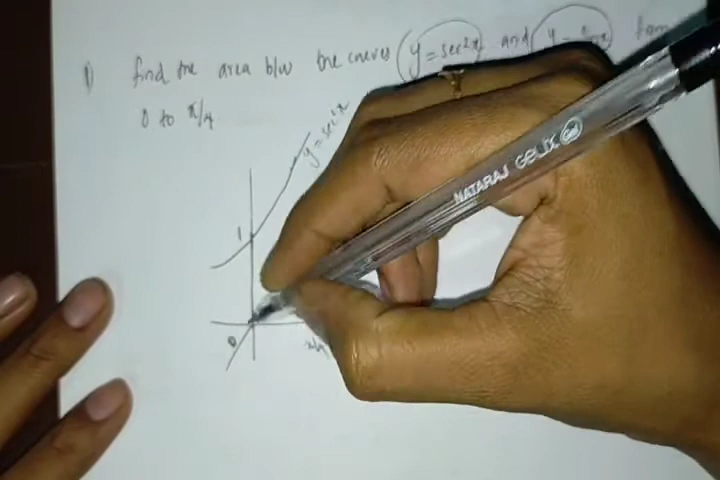 1) find the area b/w the curves y = sec²x and y =
0 to π/4
y = sec²x
1
0
NATARAJ GELIX